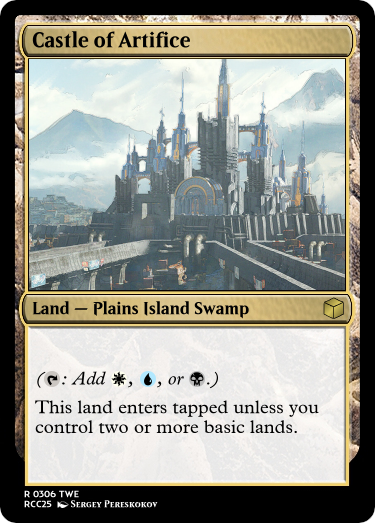 Castle of Artifice
Land — Plains Island Swamp
(: Add , , or .)
This land enters tapped unless you
control two or more basic lands.
R 0306 TWE
RCC25 Sergey Pereskokov